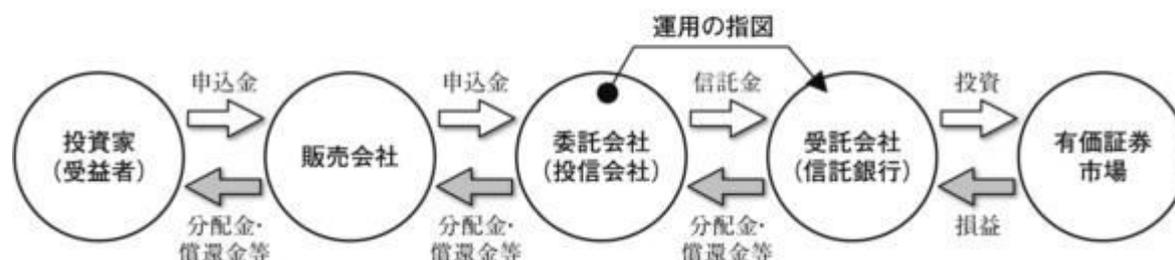 運用の指図
申込金
申込金
信託金
投資
投資家
（受益者）
販売会社
委託会社
（投信会社）
受託会社
（信託銀行）
有価証券
市場
分配金・
償還金等
分配金・
償還金等
分配金・
償還金等
損益